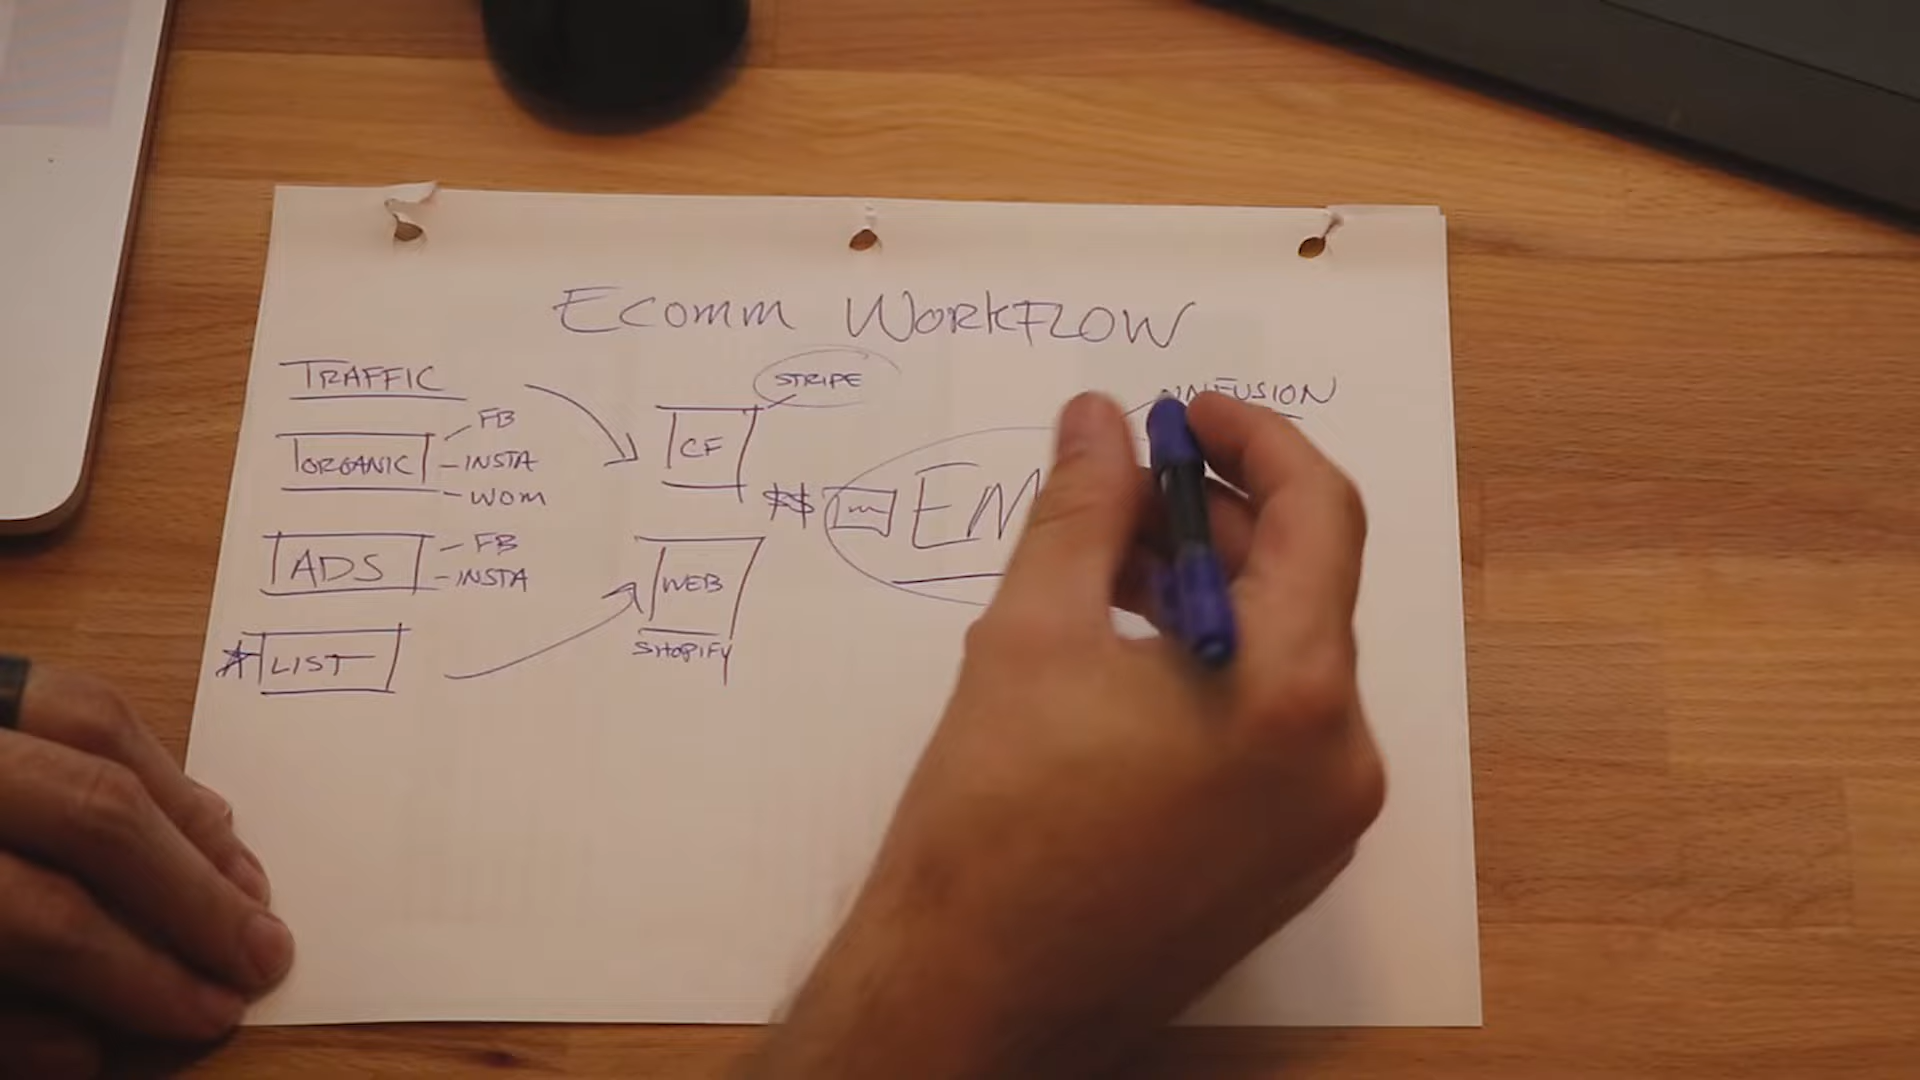 Ecomm WORKFLOW
TRAFFIC
ORGANIC
FB
INSTA
WOM
ADS
FB
INSTA
LIST
STRIPE
CF
WEB
SHOPIFY
$$